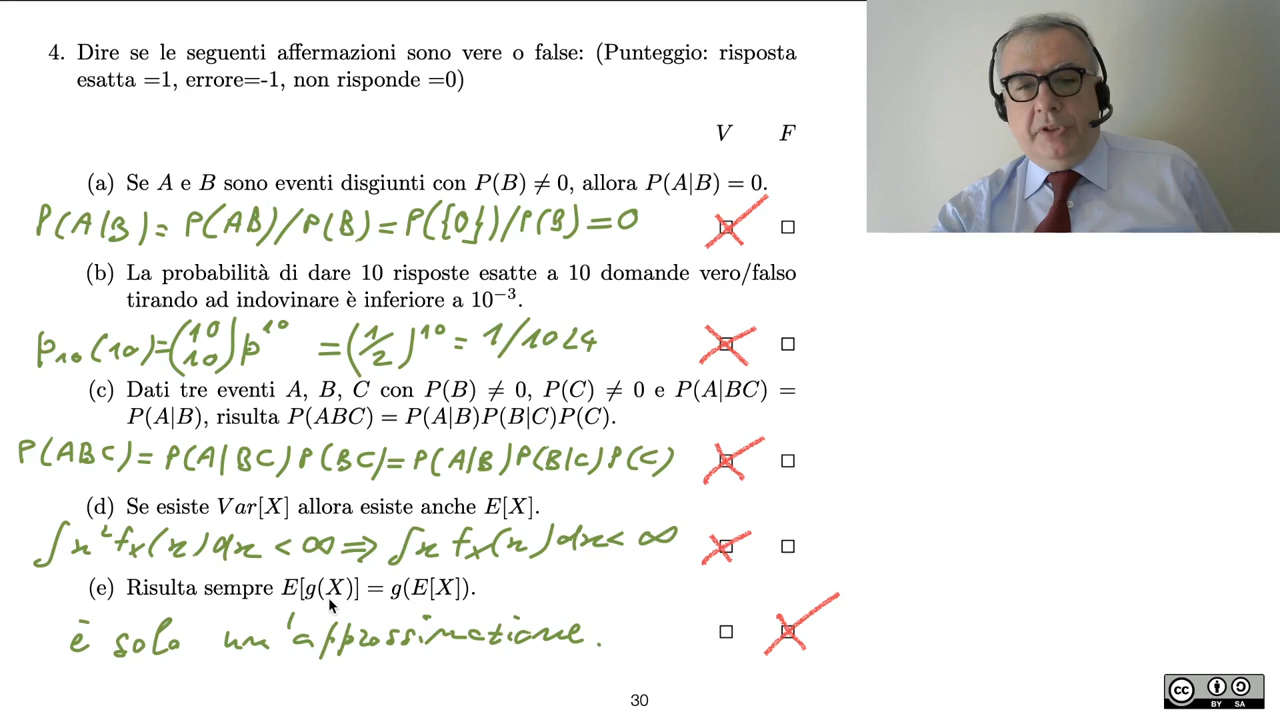 4. Dire se le seguenti affermazioni sono vere o false: (Punteggio: risposta
esatta =1, errore=-1, non risponde =0)
V F
(a) Se A e B sono eventi disgiunti con P(B) ≠ 0, allora P(A|B) = 0.
P(A|B)= P(AB)/P(B)= P({0})/P(B)=0
(b) La probabilità di dare 10 risposte esatte a 10 domande vero/falso
tirando ad indovinare è inferiore a 10⁻³.
p₁₀(10)=(10 10)p¹⁰ =(1/2)¹⁰= 1/1024
(c) Dati tre eventi A, B, C con P(B) ≠ 0, P(C) ≠ 0 e P(A|BC) =
P(A|B), risulta P(ABC) = P(A|B)P(B|C)P(C).
P(ABC)= P(A|BC)P(BC)= P(A|B)P(B|C)P(C)
(d) Se esiste Var[X] allora esiste anche E[X].
∫x²fₓ(x)dx < ∞ ⇒ ∫x fₓ(x)dx < ∞
(e) Risulta sempre E[g(X)] = g(E[X]).
è solo un'approssimazione.
30
cc BY SA